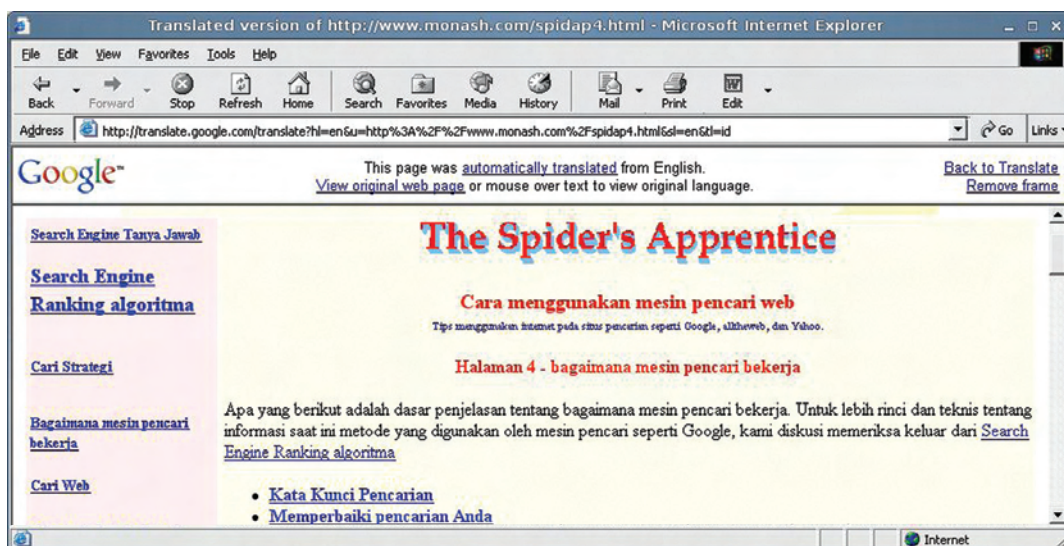 Translated version of http://www.monash.com/spidap4.html - Microsoft Internet Explorer
File Edit View Favorites Tools Help
Back Forward Stop Refresh Home Search Favorites Media History Mail Print Edit
Address http://translate.google.com/translate?hl=en&u=http%3A%2F%2Fwww.monash.com%2Fspidap4.html&sl=en&tl=id Go Links
Google™
This page was automatically translated from English.
View original web page or mouse over text to view original language.
Back to Translate
Remove frame
Search Engine Tanya Jawab
Search Engine
Ranking algoritma
Cari Strategi
Bagaimana mesin pencari
bekerja
Cari Web
The Spider's Apprentice
Cara menggunakan mesin pencari web
Tips menggunakan internet pada situs pencarian seperti Google, alltheweb, dan Yahoo.
Halaman 4 - bagaimana mesin pencari bekerja
Apa yang berikut adalah dasar penjelasan tentang bagaimana mesin pencari bekerja. Untuk lebih rinci dan teknis tentang
informasi saat ini metode yang digunakan oleh mesin pencari seperti Google, kami diskusi memeriksa keluar dari Search
Engine Ranking algoritma
• Kata Kunci Pencarian
• Memperbaiki pencarian Anda
Internet